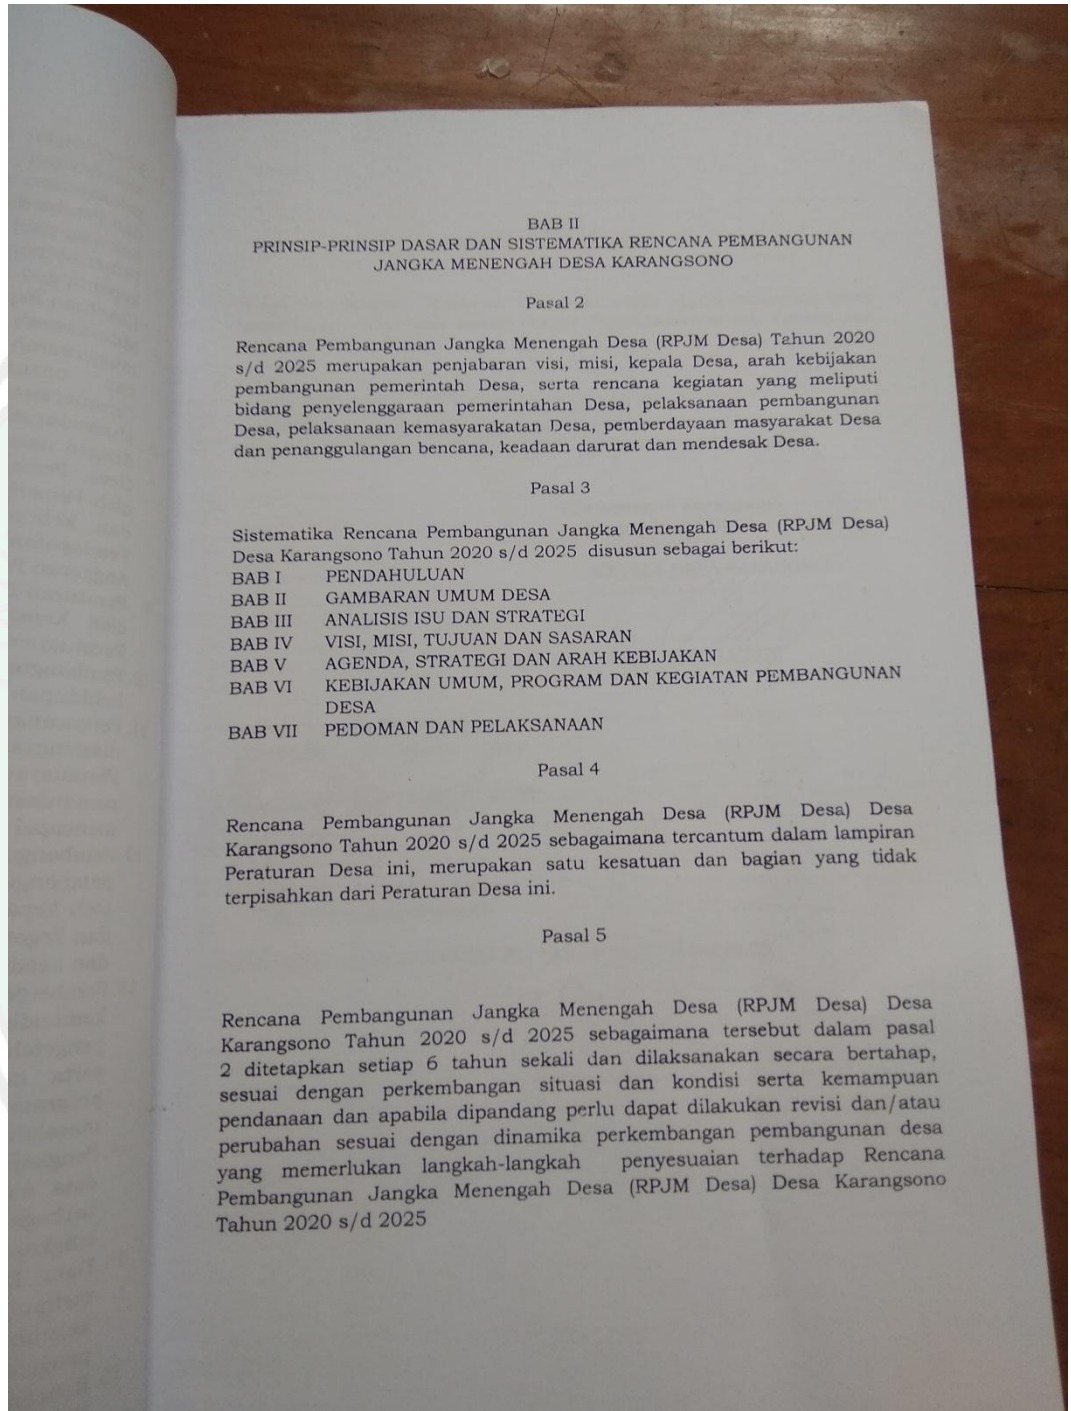 BAB II
PRINSIP-PRINSIP DASAR DAN SISTEMATIKA RENCANA PEMBANGUNAN
JANGKA MENENGAH DESA KARANGSONO
Pasal 2
Rencana Pembangunan Jangka Menengah Desa (RPJM Desa) Tahun 2020
s/d 2025 merupakan penjabaran visi, misi, kepala Desa, arah kebijakan
pembangunan pemerintah Desa, serta rencana kegiatan yang meliputi
bidang penyelenggaraan pemerintahan Desa, pelaksanaan pembangunan
Desa, pelaksanaan kemasyarakatan Desa, pemberdayaan masyarakat Desa
dan penanggulangan bencana, keadaan darurat dan mendesak Desa.
Pasal 3
Sistematika Rencana Pembangunan Jangka Menengah Desa (RPJM Desa)
Desa Karangsono Tahun 2020 s/d 2025 disusun sebagai berikut:
BAB I PENDAHULUAN
BAB II GAMBARAN UMUM DESA
BAB III ANALISIS ISU DAN STRATEGI
BAB IV VISI, MISI, TUJUAN DAN SASARAN
BAB V AGENDA, STRATEGI DAN ARAH KEBIJAKAN
BAB VI KEBIJAKAN UMUM, PROGRAM DAN KEGIATAN PEMBANGUNAN
DESA
BAB VII PEDOMAN DAN PELAKSANAAN
Pasal 4
Rencana Pembangunan Jangka Menengah Desa (RPJM Desa) Desa
Karangsono Tahun 2020 s/d 2025 sebagaimana tercantum dalam lampiran
Peraturan Desa ini, merupakan satu kesatuan dan bagian yang tidak
terpisahkan dari Peraturan Desa ini.
Pasal 5
Rencana Pembangunan Jangka Menengah Desa (RPJM Desa) Desa
Karangsono Tahun 2020 s/d 2025 sebagaimana tersebut dalam pasal
2 ditetapkan setiap 6 tahun sekali dan dilaksanakan secara bertahap,
sesuai dengan perkembangan situasi dan kondisi serta kemampuan
pendanaan dan apabila dipandang perlu dapat dilakukan revisi dan/atau
perubahan sesuai dengan dinamika perkembangan pembangunan desa
yang memerlukan langkah-langkah penyesuaian terhadap Rencana
Pembangunan Jangka Menengah Desa (RPJM Desa) Desa Karangsono
Tahun 2020 s/d 2025